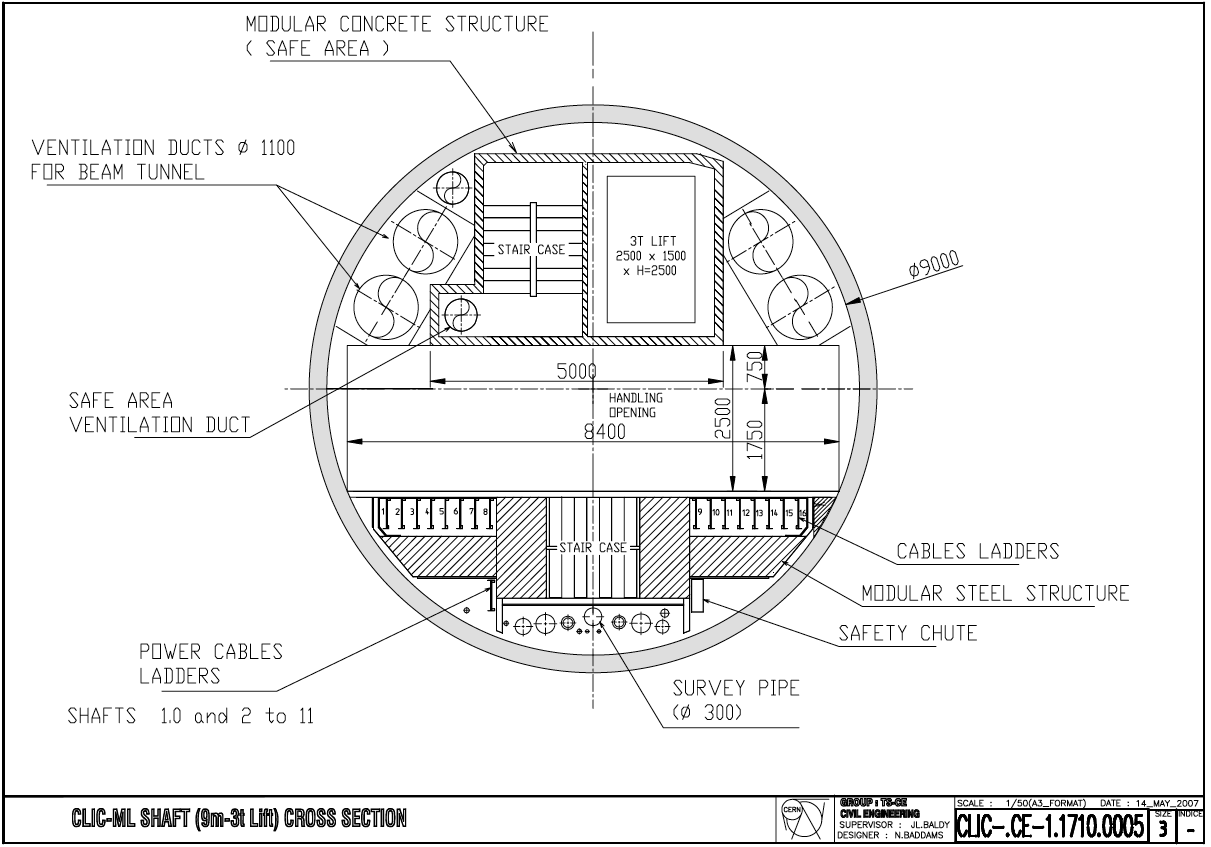 MODULAR CONCRETE STRUCTURE
( SAFE AREA )
VENTILATION DUCTS ø 1100
FOR BEAM TUNNEL
STAIR CASE
3T LIFT
2500 x 1500
x H=2500
ø9000
5000
750
SAFE AREA
VENTILATION DUCT
HANDLING
OPENING
8400
2500
1750
1 2 3 4 5 6 7 8
9 10 11 12 13 14 15 16
STAIR CASE
CABLES LADDERS
MODULAR STEEL STRUCTURE
SAFETY CHUTE
POWER CABLES
LADDERS
SURVEY PIPE
(Ø 300)
SHAFTS 1.0 and 2 to 11
CLIC-ML SHAFT (9m-3t Lift) CROSS SECTION
CERN
GROUP : TS-CE
CIVIL ENGINEERING
SUPERVISOR : JL.BALDY
DESIGNER : N.BADDAMS
SCALE : 1/50(A3_FORMAT) DATE : 14_MAY_2007
CLIC-.CE-1.1710.0005
SIZE
3
INDICE
-